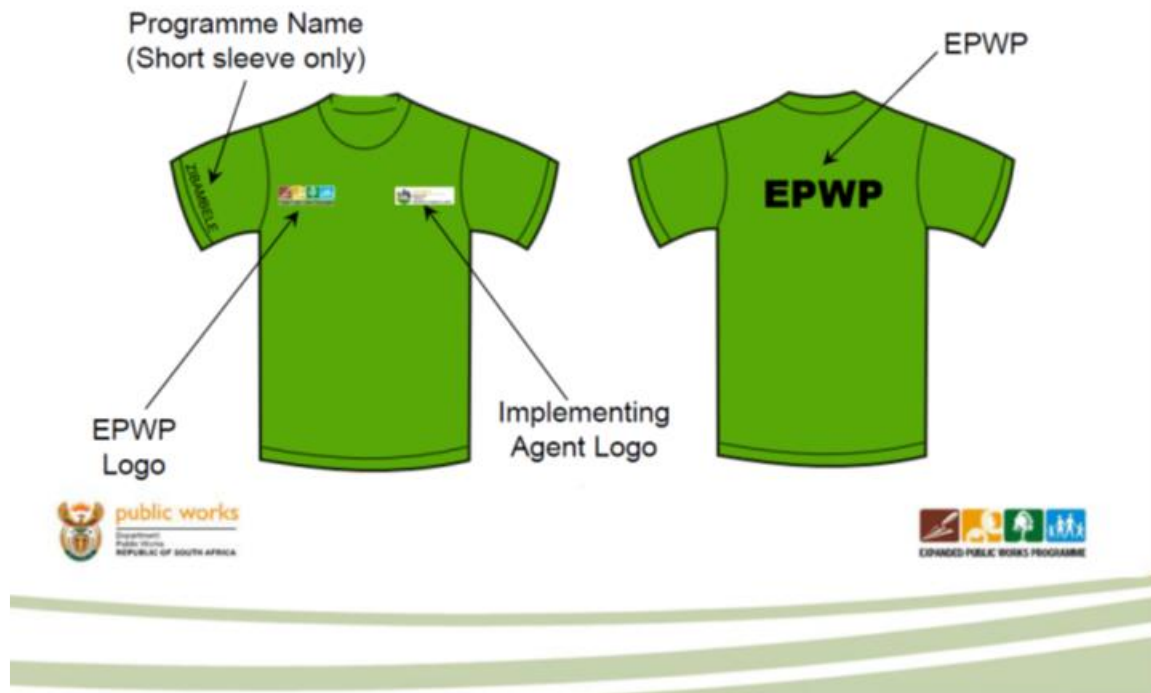 Programme Name
(Short sleeve only)
EPWP
ZIBAMBELE
EPWP
EPWP
Logo
Implementing
Agent Logo
public works
Department:
Public Works
REPUBLIC OF SOUTH AFRICA
EXPANDED PUBLIC WORKS PROGRAMME